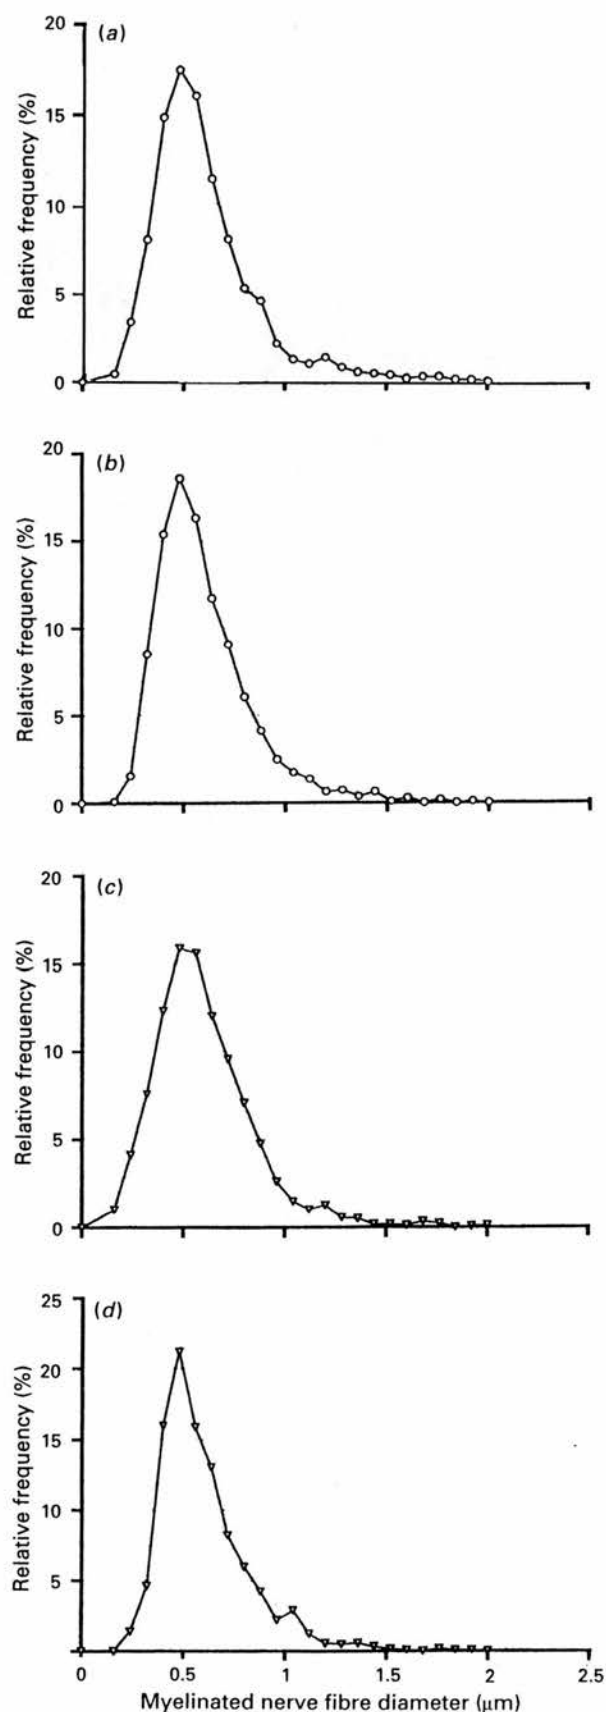 (a)
Relative frequency (%)
20
15
10
5
0
(b)
Relative frequency (%)
20
15
10
5
0
(c)
Relative frequency (%)
20
15
10
5
0
(d)
Relative frequency (%)
25
20
15
10
5
0 0.5 1 1.5 2 2.5
Myelinated nerve fibre diameter (μm)